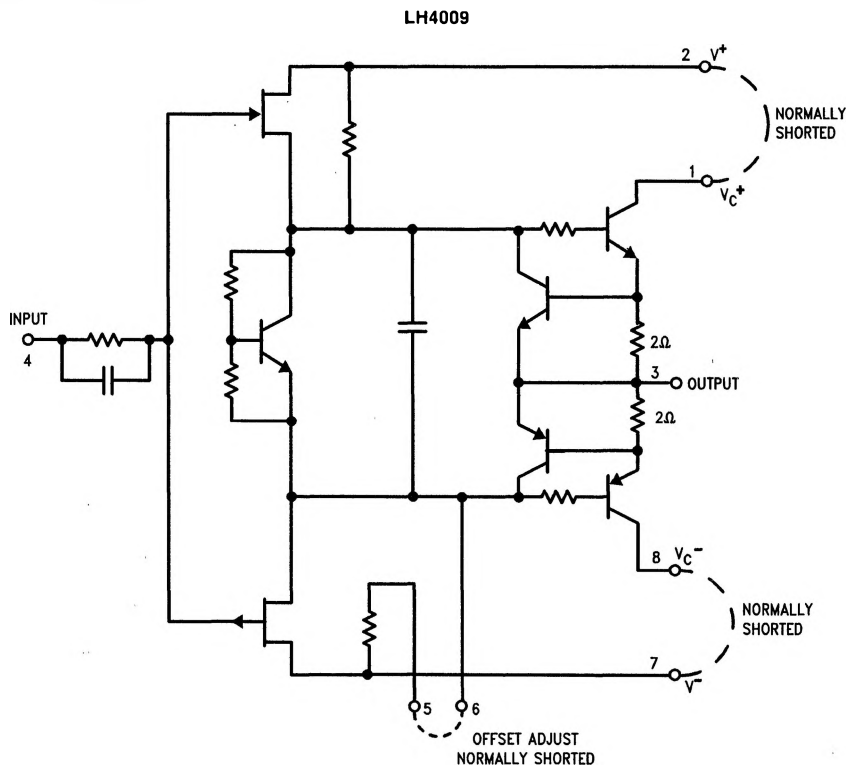 LH4009
2 V+
NORMALLY
SHORTED
1
VC+
INPUT
4
2Ω
3
OUTPUT
2Ω
8 VC-
NORMALLY
SHORTED
7
V-
5
6
OFFSET ADJUST
NORMALLY SHORTED